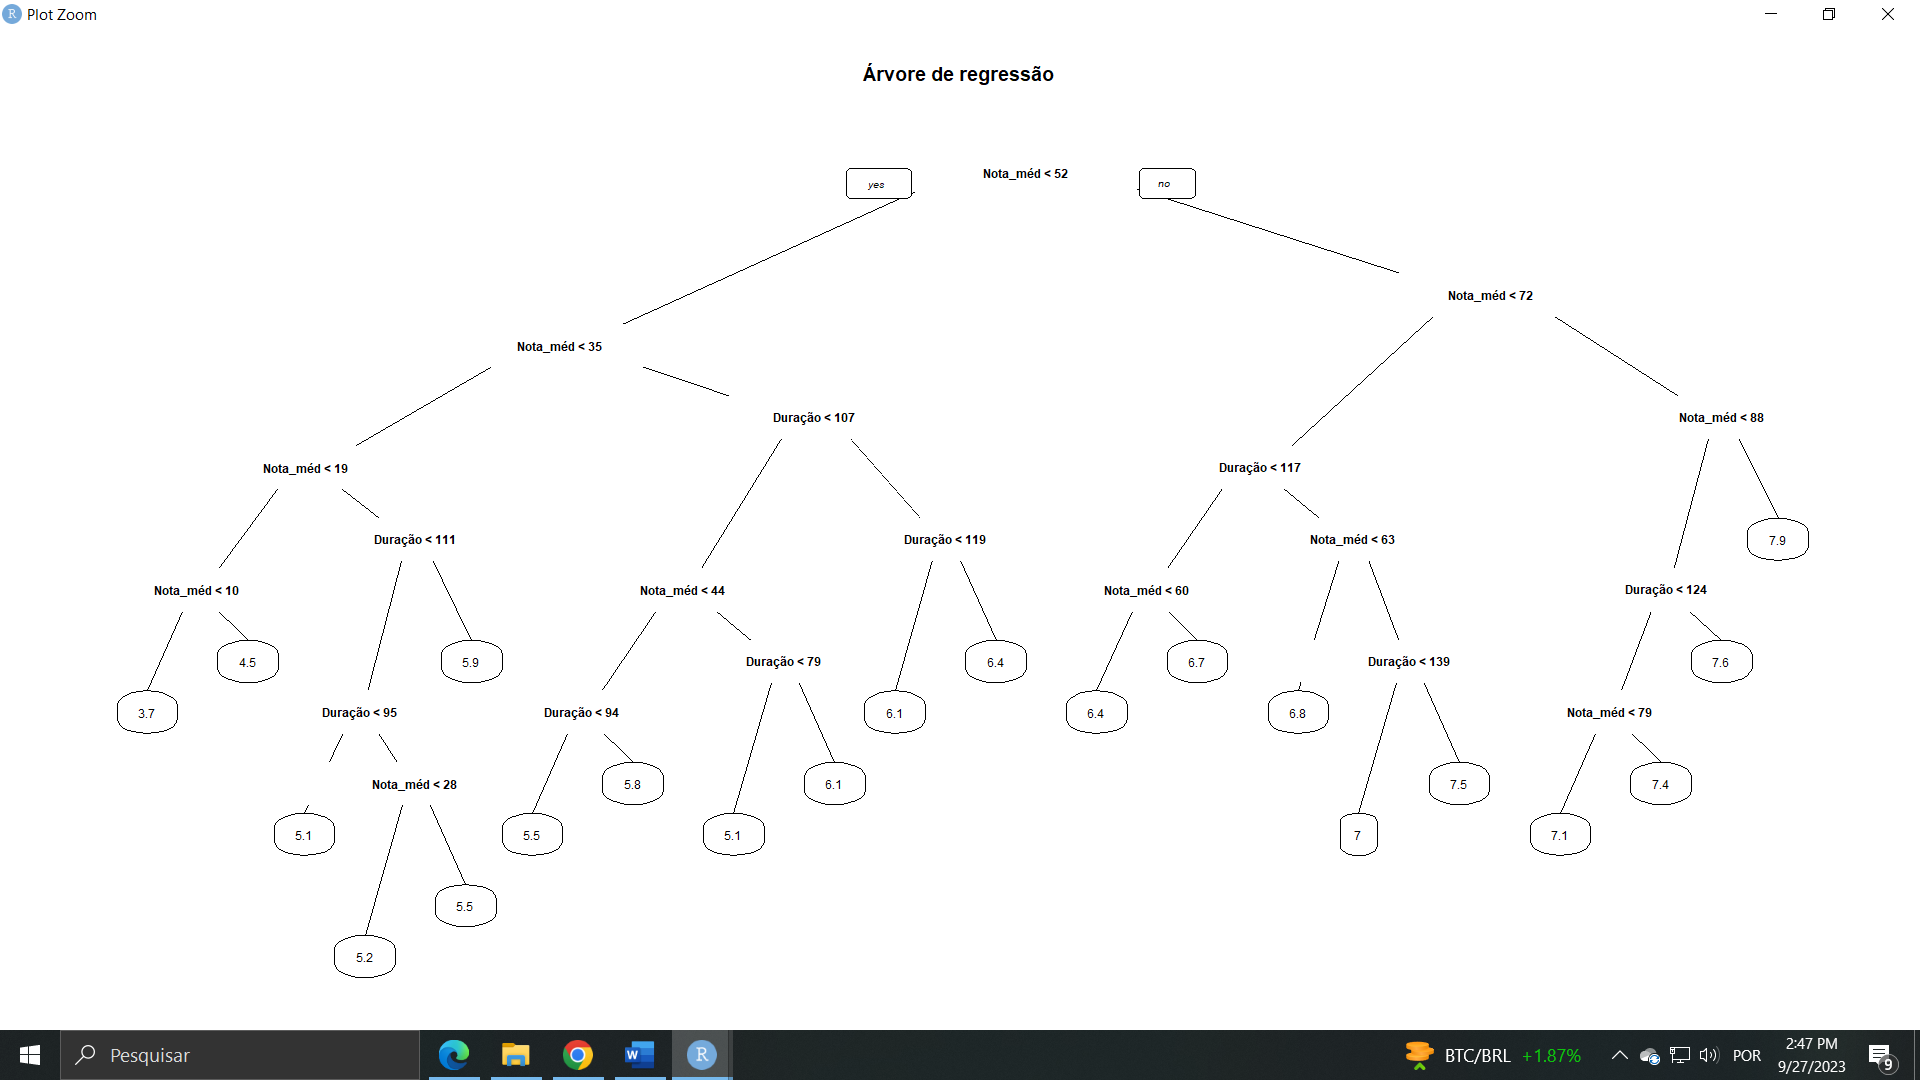 R Plot Zoom
Árvore de regressão
yes Nota_méd < 52 no
Nota_méd < 72
Nota_méd < 35
Duração < 107 Nota_méd < 88
Nota_méd < 19 Duração < 117
Duração < 111 Duração < 119 Nota_méd < 63 7.9
Nota_méd < 10 Nota_méd < 44 Nota_méd < 60 Duração < 124
4.5 5.9 Duração < 79 6.4 6.7 Duração < 139 7.6
3.7 Duração < 95 Duração < 94 6.1 6.4 6.8 Nota_méd < 79
Nota_méd < 28 5.8 6.1 7.5 7.4
5.1 5.5 5.1 7 7.1
5.5
5.2
Pesquisar W R BTC/BRL +1.87% POR 2:47 PM
9/27/2023 9